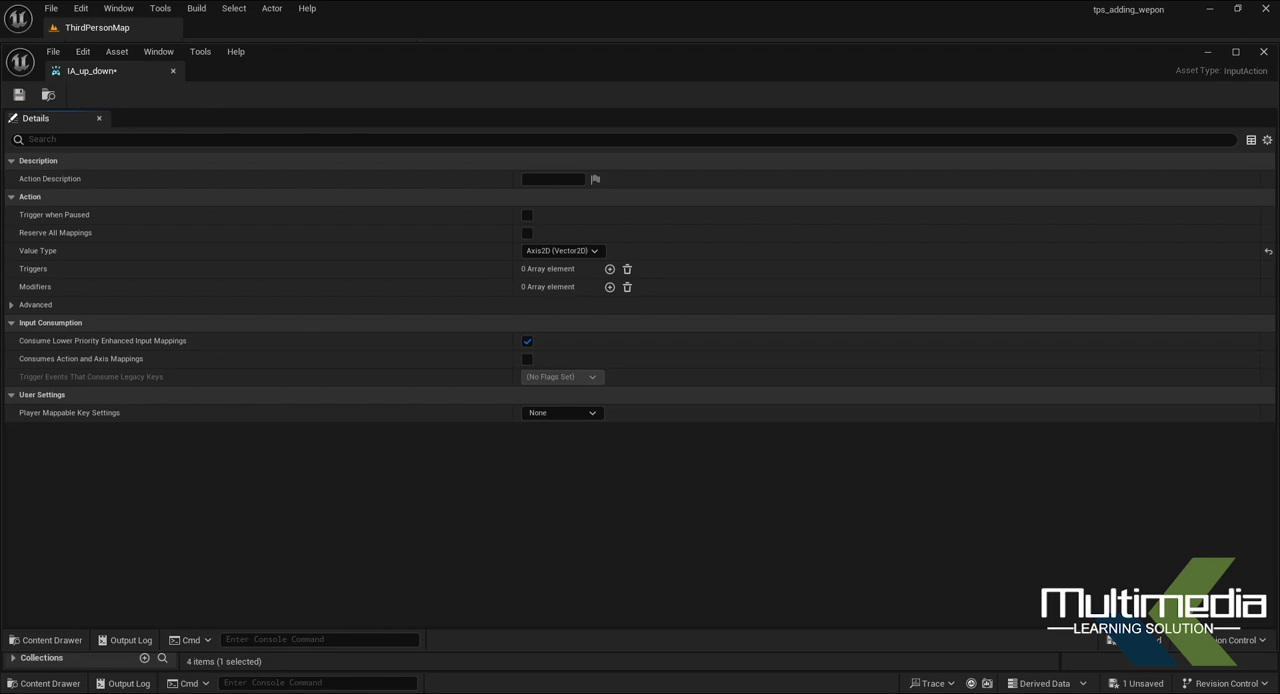 File Edit Window Tools Build Select Actor Help
tps_adding_wepon
ThirdPersonMap
File Edit Asset Window Tools Help
IA_up_down*
Asset Type: InputAction
Details
Search
Description
Action Description
Action
Trigger when Paused
Reserve All Mappings
Value Type Axis2D (Vector2D)
Triggers 0 Array element
Modifiers 0 Array element
Advanced
Input Consumption
Consume Lower Priority Enhanced Input Mappings
Consumes Action and Axis Mappings
Trigger Events That Consume Legacy Keys (No Flags Set)
User Settings
Player Mappable Key Settings None
Multimedia
LEARNING SOLUTION
Content Drawer Output Log Cmd Enter Console Command Control
Collections 4 items (1 selected)
Content Drawer Output Log Cmd Enter Console Command Trace Derived Data 1 Unsaved Revision Control